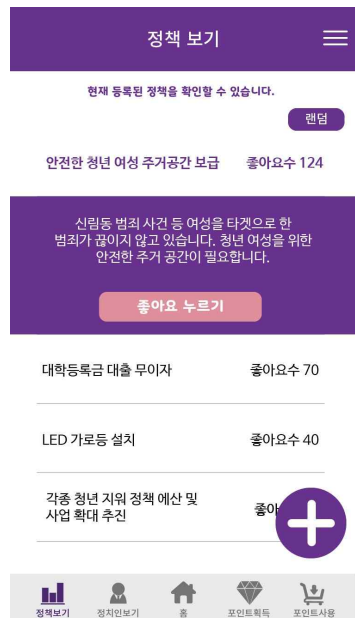 정책 보기
현재 등록된 정책을 확인할 수 있습니다.
랜덤
안전한 청년 여성 주거공간 보급 좋아요수 124
신림동 범죄 사건 등 여성을 타겟으로 한
범죄가 끊이지 않고 있습니다. 청년 여성을 위한
안전한 주거 공간이 필요합니다.
좋아요 누르기
대학등록금 대출 무이자 좋아요수 70
LED 가로등 설치 좋아요수 40
각종 청년 지워 정책 에산 및
사업 확대 추진
정책보기 정치인보기 홈 포인트획득 포인트사용